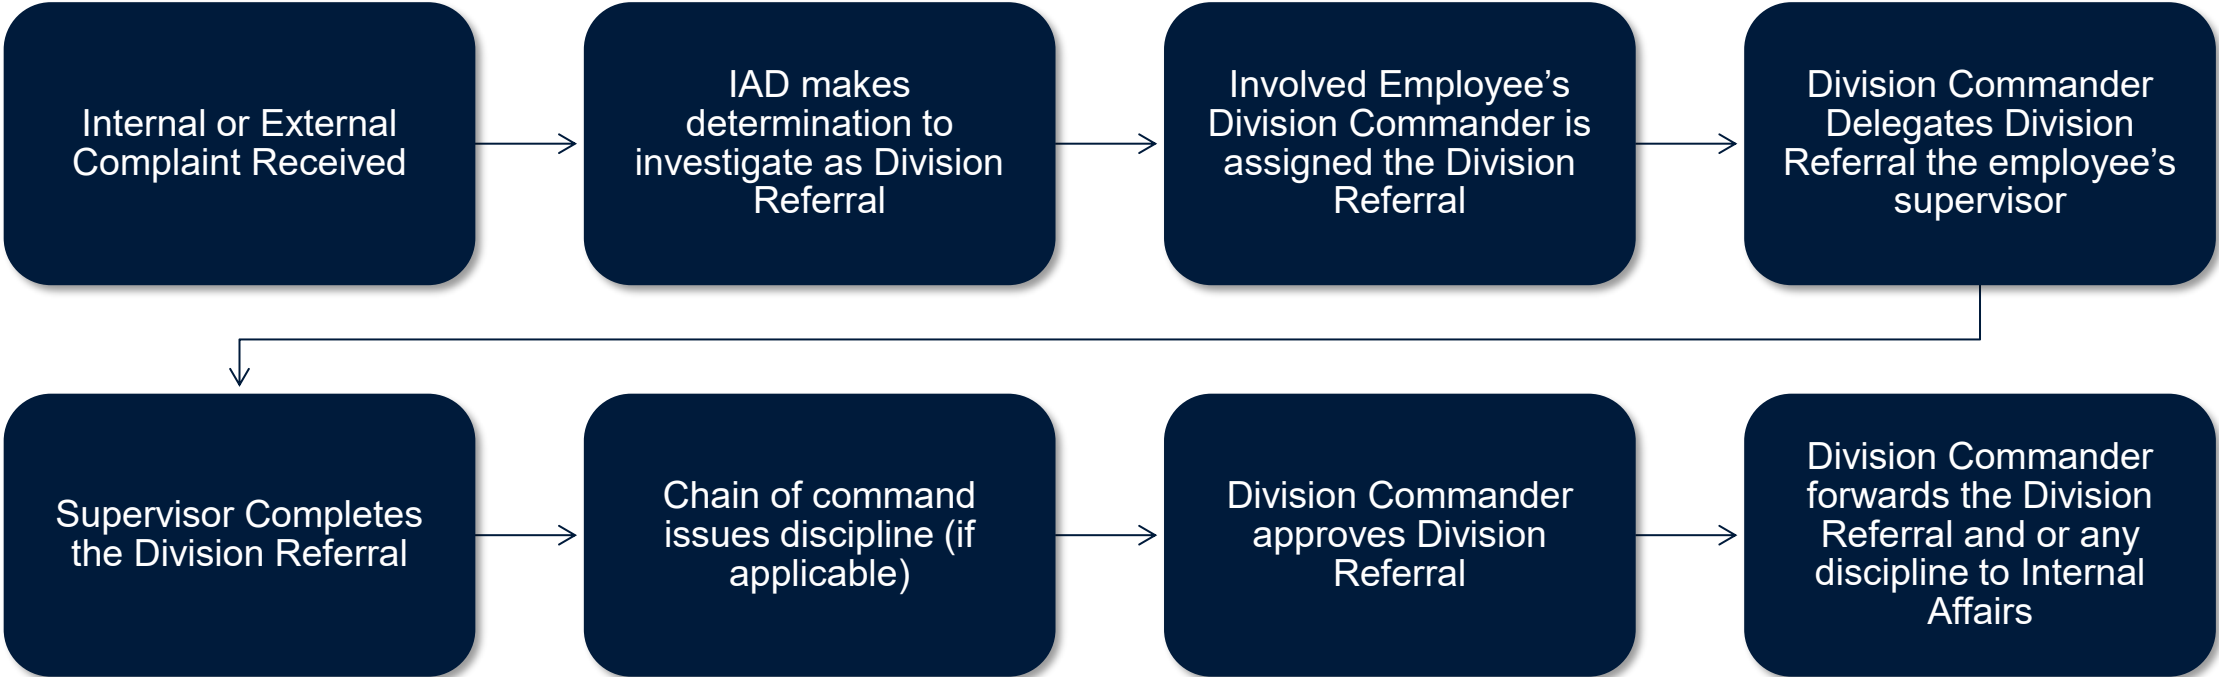 Internal or External
Complaint Received
IAD makes
determination to
investigate as Division
Referral
Involved Employee’s
Division Commander is
assigned the Division
Referral
Division Commander
Delegates Division
Referral the employee’s
supervisor
Supervisor Completes
the Division Referral
Chain of command
issues discipline (if
applicable)
Division Commander
approves Division
Referral
Division Commander
forwards the Division
Referral and or any
discipline to Internal
Affairs